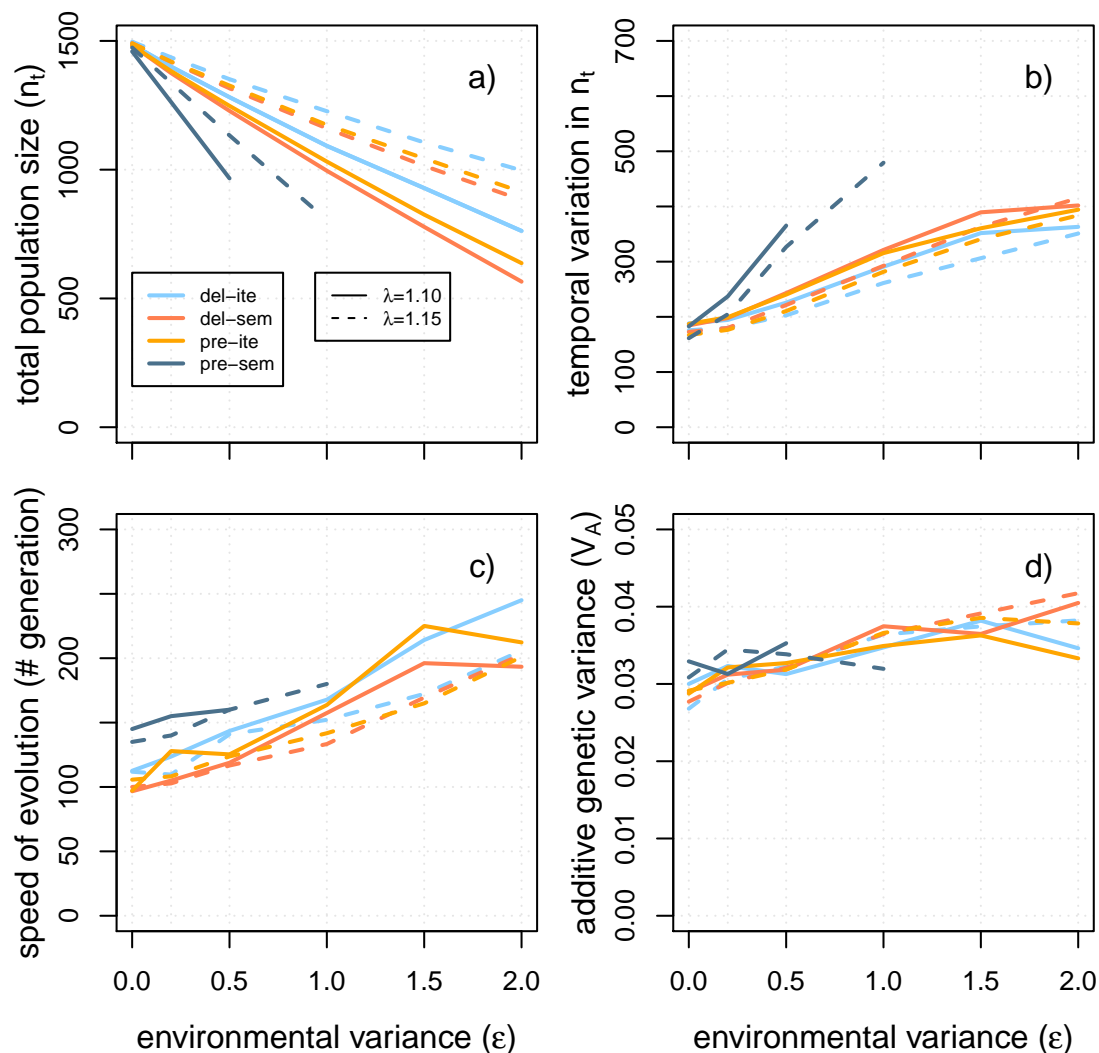 total population size (nt)
1500
1000
500
0
a)
del−ite
del−sem
pre−ite
pre−sem
λ=1.10
λ=1.15
temporal variation in nt
700
500
300
100
0
b)
speed of evolution (# generation)
300
200
100
50
0
c)
0.0 0.5 1.0 1.5 2.0
environmental variance (ε)
additive genetic variance (VA)
0.05
0.04
0.03
0.02
0.01
0.00
d)
0.0 0.5 1.0 1.5 2.0
environmental variance (ε)